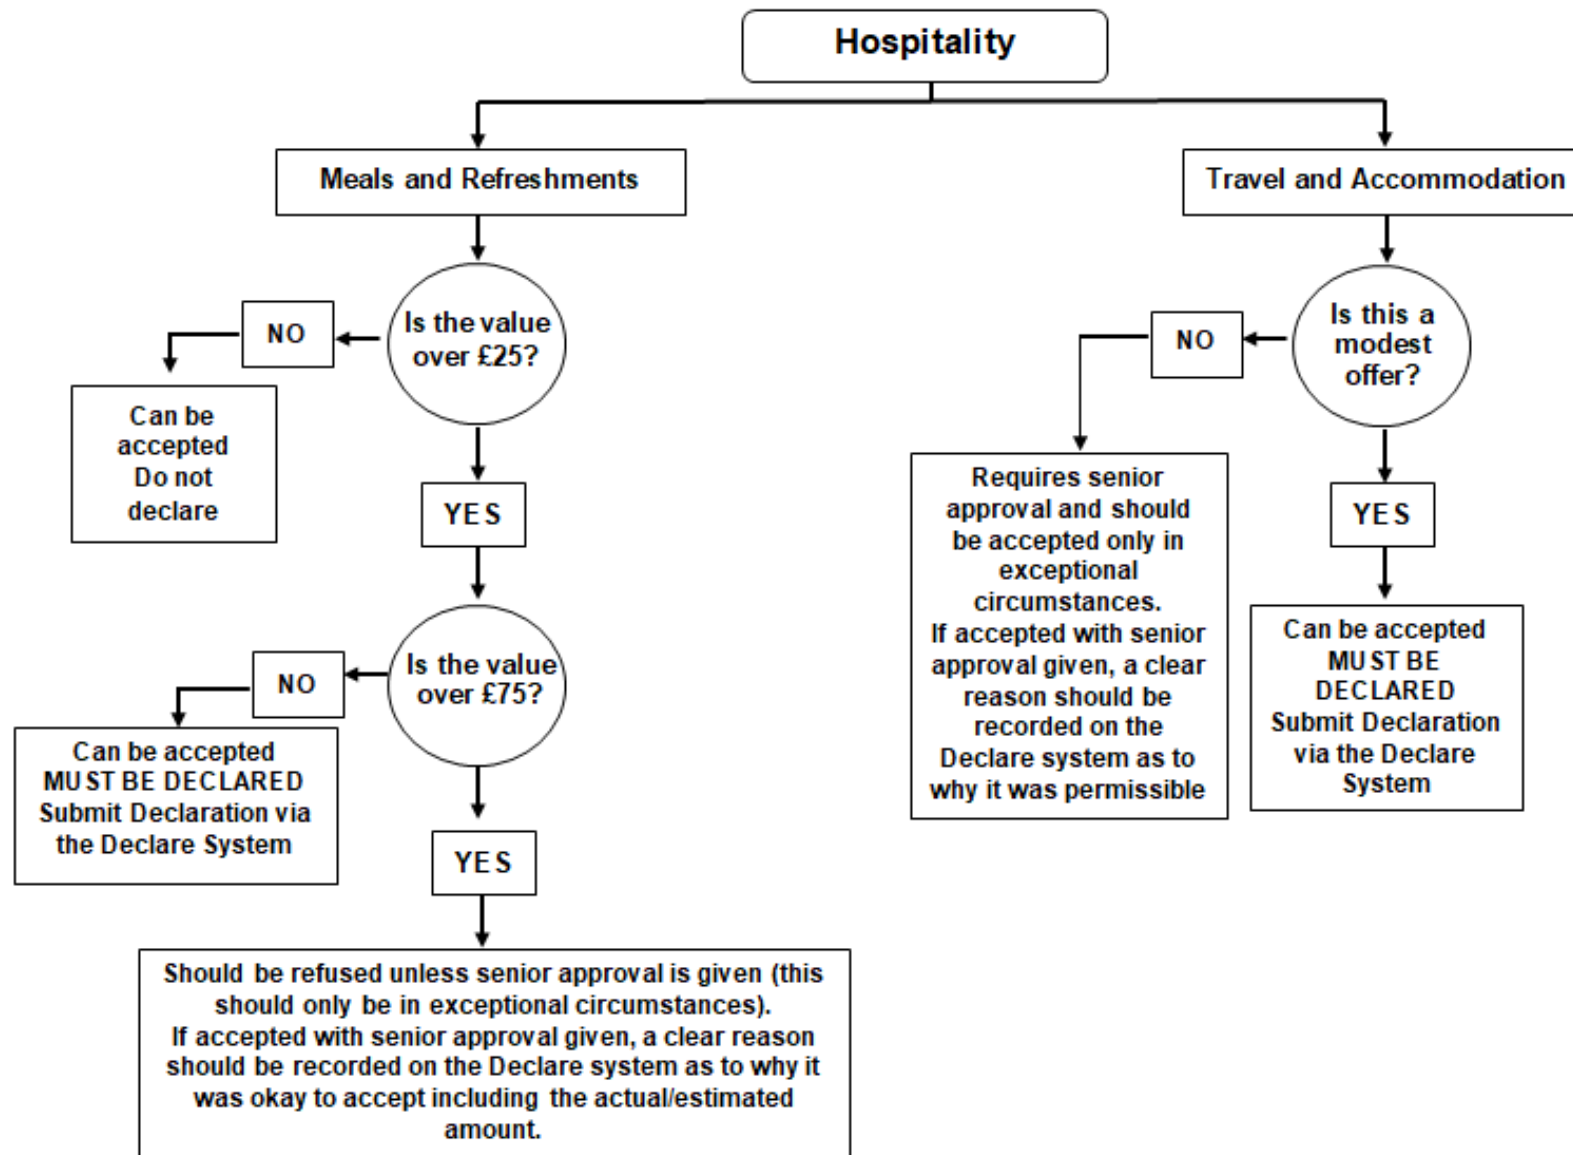 Hospitality
Meals and Refreshments
Travel and Accommodation
Is the value
over £25?
NO
Can be
accepted
Do not
declare
YES
Is the value
over £75?
NO
Can be accepted
MUST BE DECLARED
Submit Declaration via
the Declare System
YES
Should be refused unless senior approval is given (this
should only be in exceptional circumstances).
If accepted with senior approval given, a clear reason
should be recorded on the Declare system as to why it
was okay to accept including the actual/estimated
amount.
Is this a
modest
offer?
NO
Requires senior
approval and should
be accepted only in
exceptional
circumstances.
If accepted with senior
approval given, a clear
reason should be
recorded on the
Declare system as to
why it was permissible
YES
Can be accepted
MUST BE
DECLARED
Submit Declaration
via the Declare
System